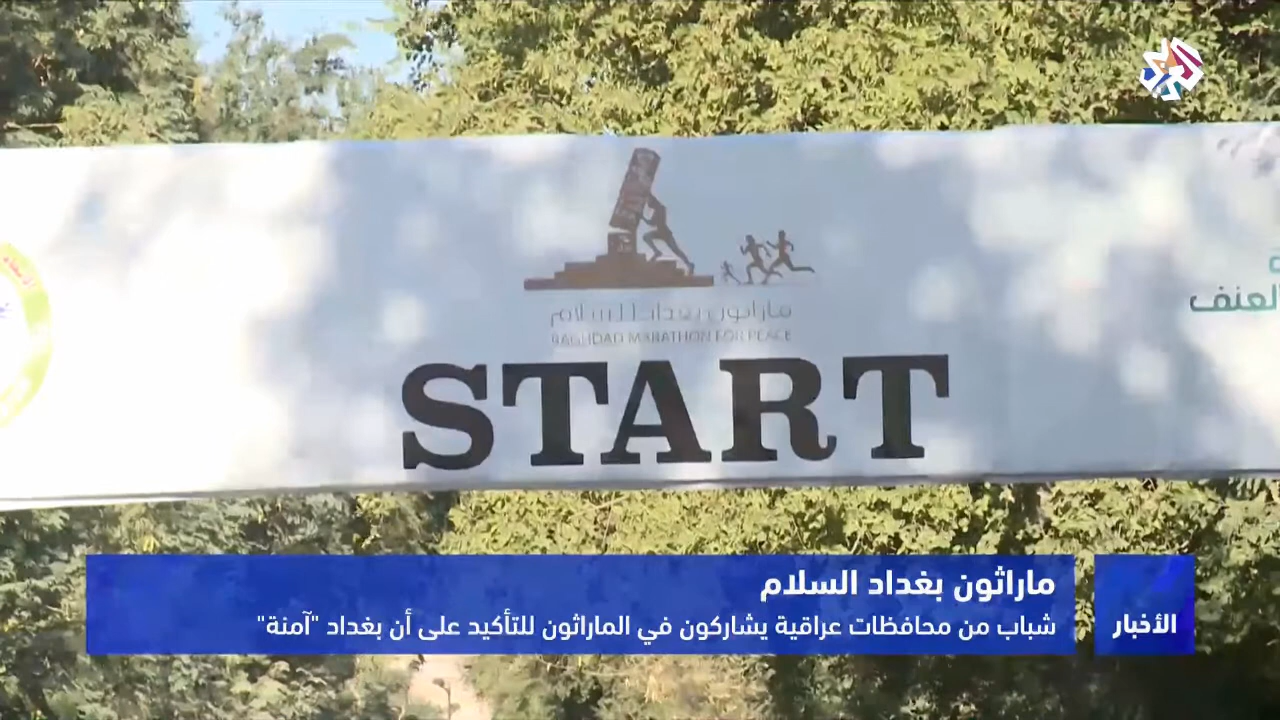 ماراثون بغداد للسلام
BAGHDAD MARATHON FOR PEACE
START
العنف
ماراثون بغداد السلام
شباب من محافظات عراقية يشاركون في الماراثون للتأكيد على أن بغداد "آمنة"
الأخبار